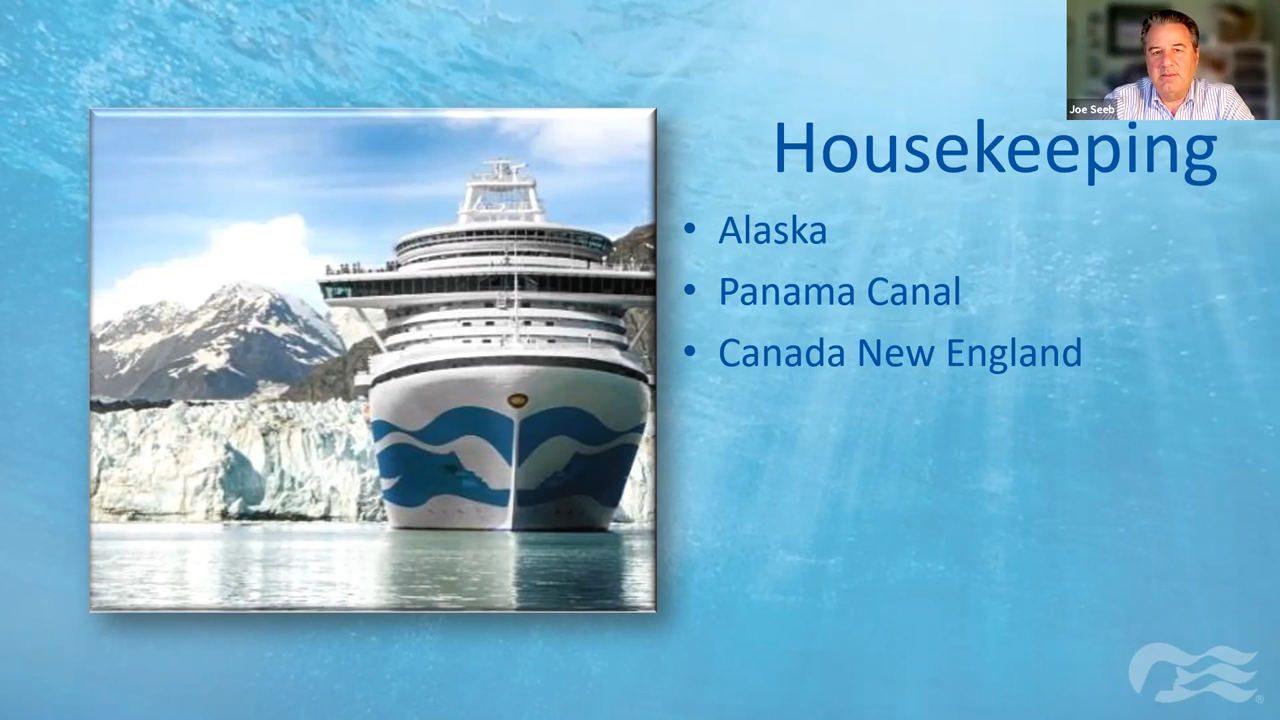 Joe Seeb
Housekeeping
• Alaska
• Panama Canal
• Canada New England
®